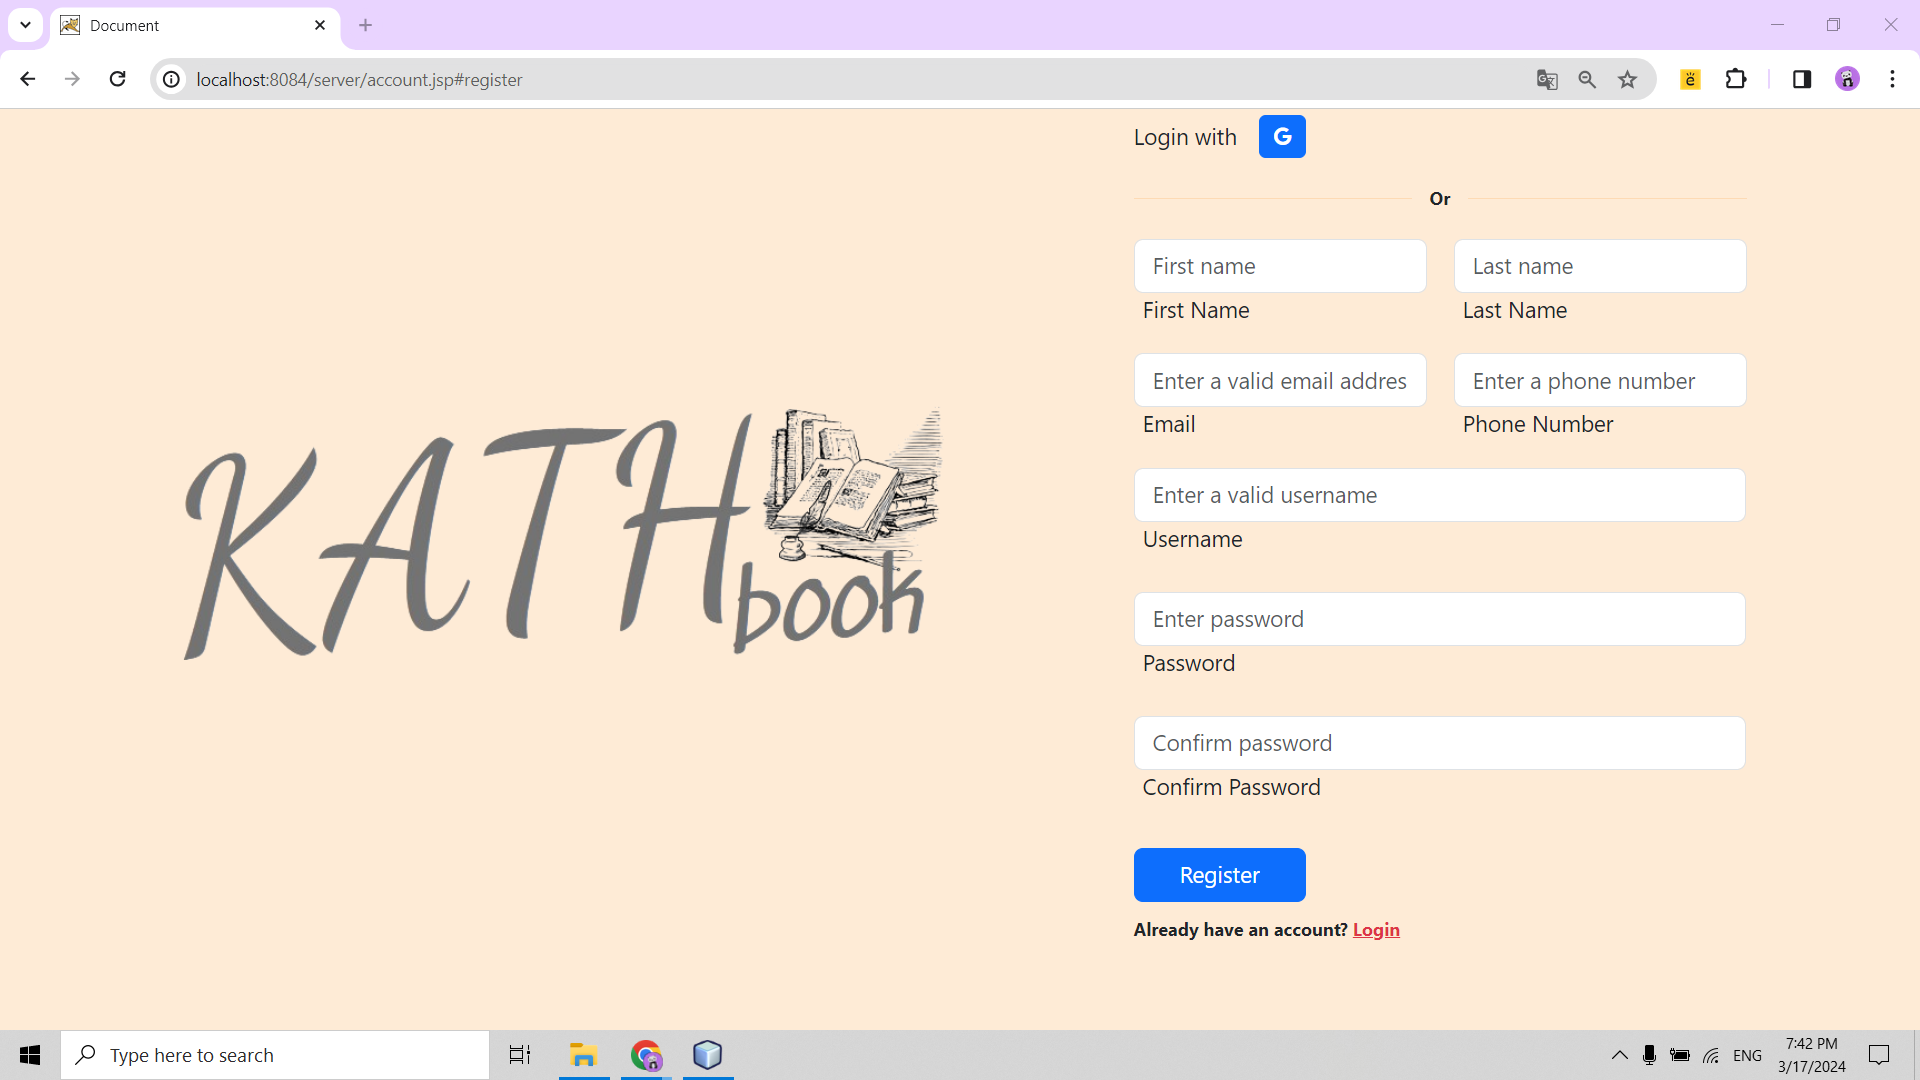 Document
localhost:8084/server/account.jsp#register
Login with G
Or
First name Last name
First Name Last Name
Enter a valid email addres Enter a phone number
Email Phone Number
KATH
book
Enter a valid username
Username
Enter password
Password
Confirm password
Confirm Password
Register
Already have an account? Login
Type here to search
ENG
7:42 PM
3/17/2024